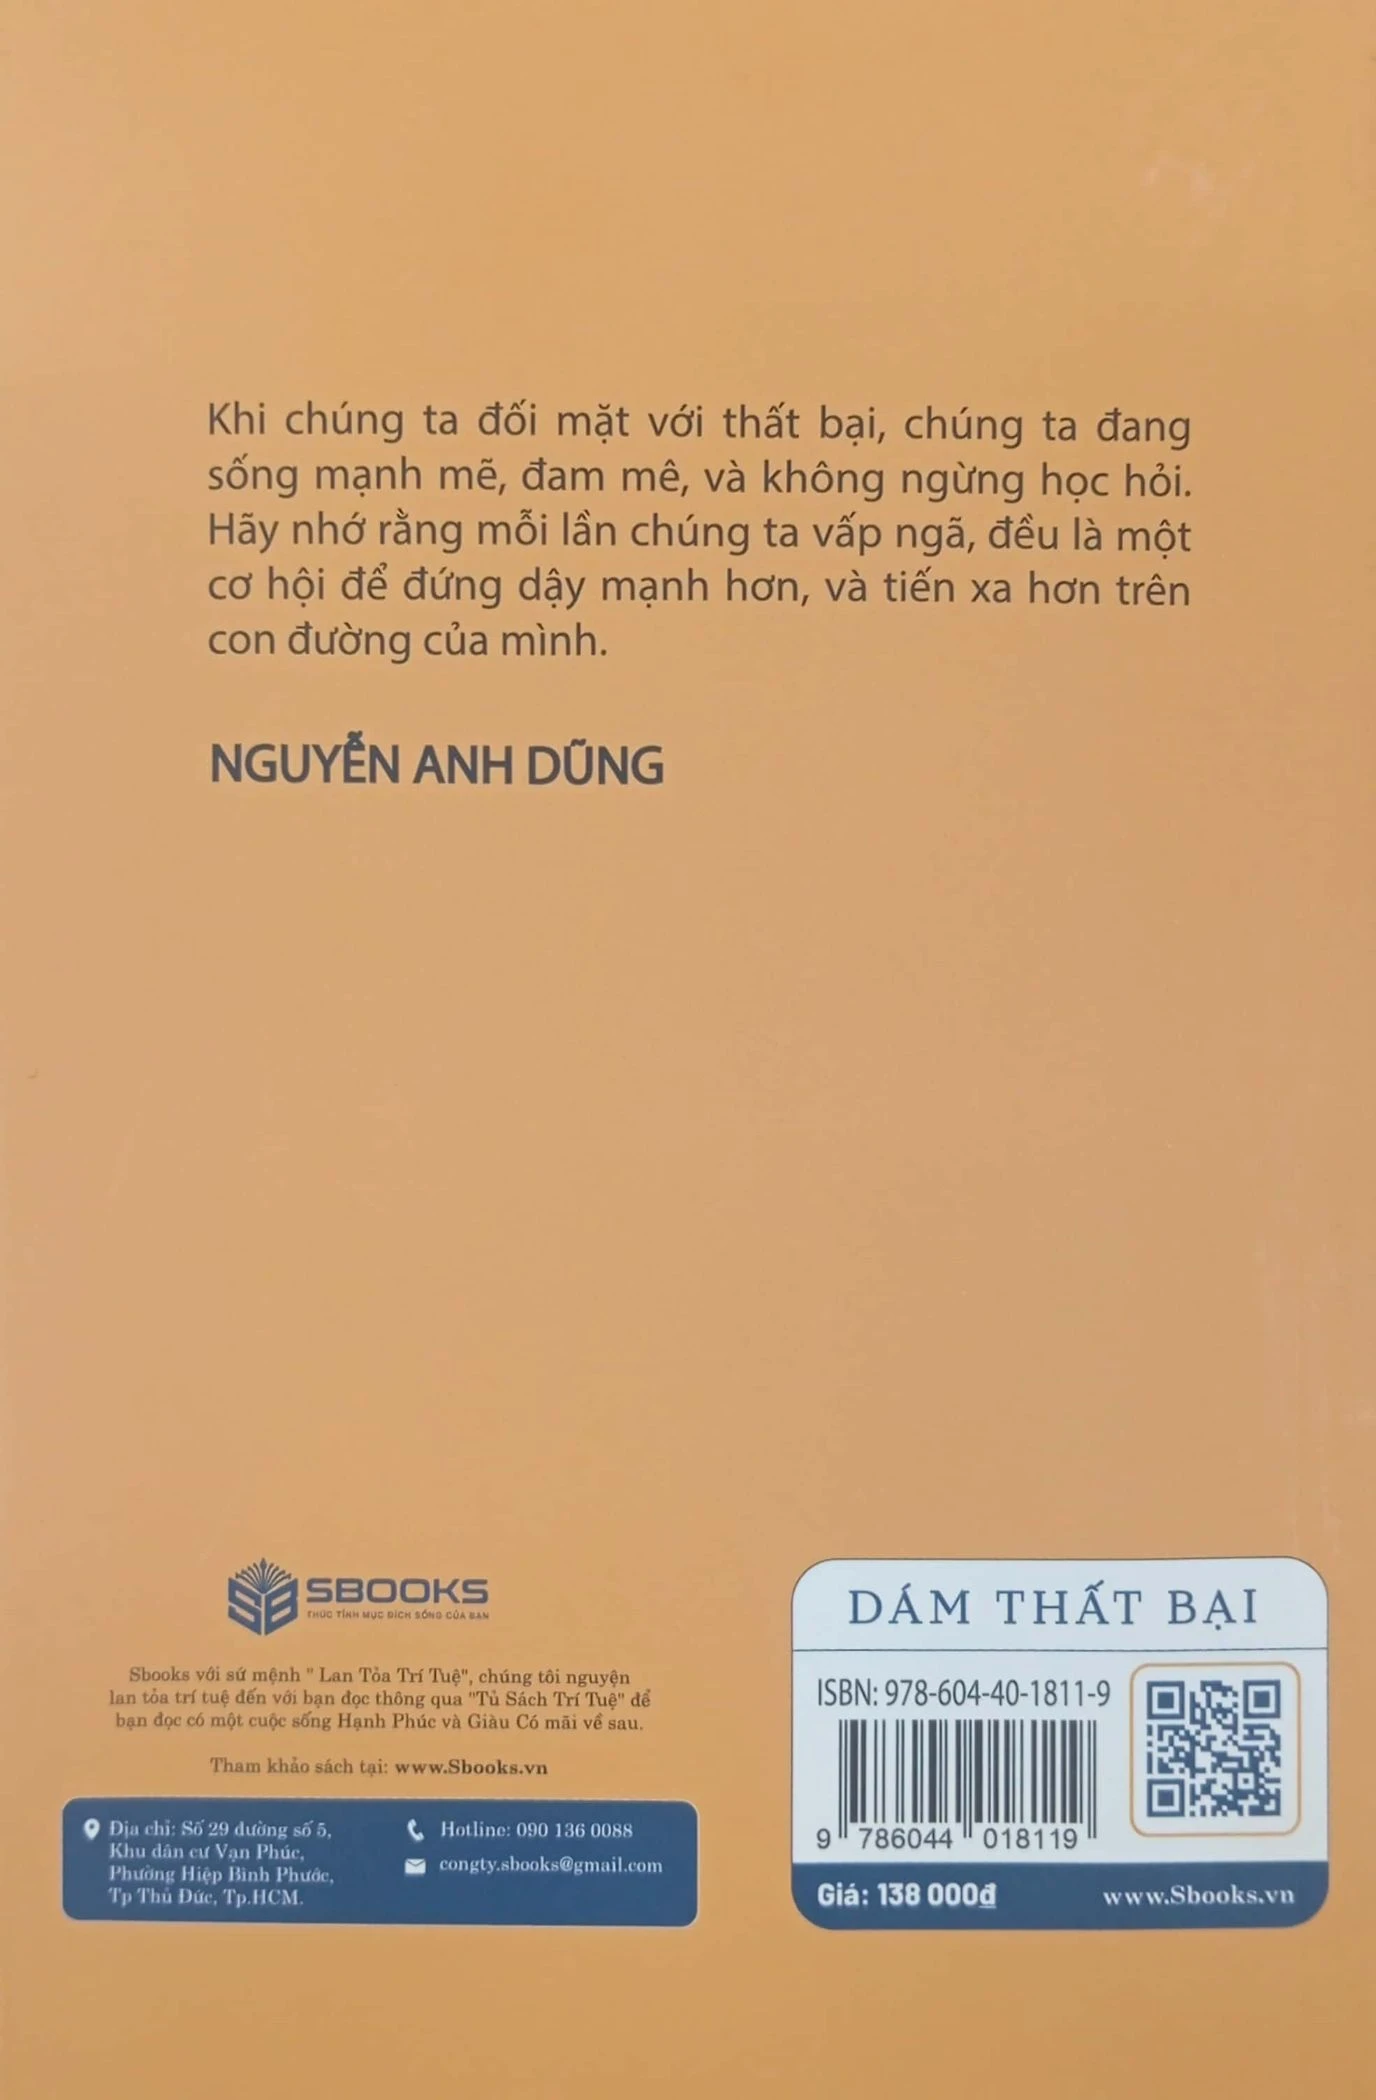 Khi chúng ta đối mặt với thất bại, chúng ta đang
sống mạnh mẽ, đam mê, và không ngừng học hỏi.
Hãy nhớ rằng mỗi lần chúng ta vấp ngã, đều là một
cơ hội để đứng dậy mạnh hơn, và tiến xa hơn trên
con đường của mình.
NGUYỄN ANH DŨNG
SBOOKS
THỨC TỈNH MỤC ĐÍCH SỐNG CỦA BẠN
Sbooks với sứ mệnh " Lan Tỏa Trí Tuệ", chúng tôi nguyện
lan tỏa trí tuệ đến với bạn đọc thông qua "Tủ Sách Trí Tuệ" để
bạn đọc có một cuộc sống Hạnh Phúc và Giàu Có mãi về sau.
Tham khảo sách tại: www.Sbooks.vn
Địa chỉ: Số 29 đường số 5,
Khu dân cư Vạn Phúc,
Phường Hiệp Bình Phước,
Tp Thủ Đức, Tp.HCM.
Hotline: 090 136 0088
congty.sbooks@gmail.com
DÁM THẤT BẠI
ISBN: 978-604-40-1811-9
9 786044 018119
Giá: 138 000đ
www.Sbooks.vn